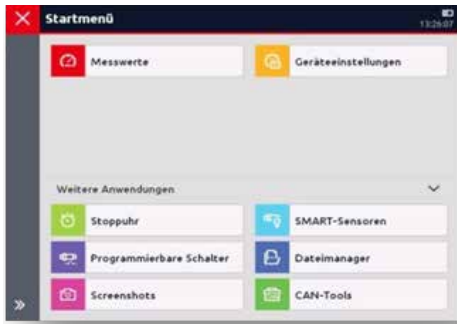 Startmenü
13:26:07
Messwerte
Geräteeinstellungen
Weitere Anwendungen
Stoppuhr
SMART-Sensoren
Programmierbare Schalter
Dateimanager
Screenshots
CAN-Tools